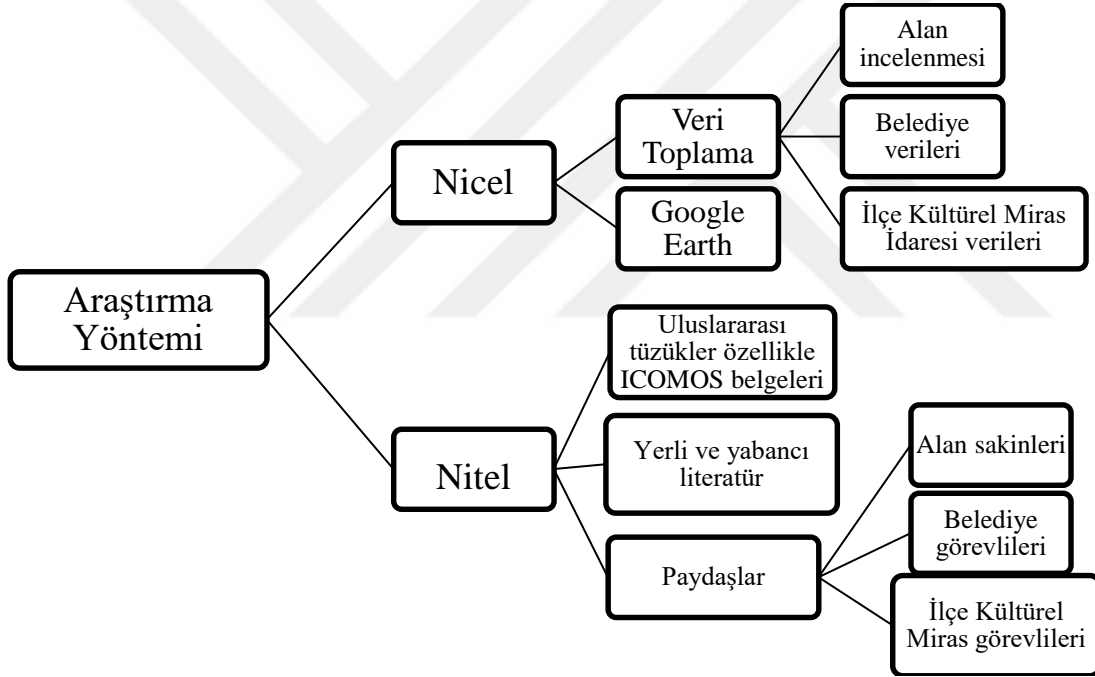 Araştırma
Yöntemi
Nicel
Veri
Toplama
Alan
incelenmesi
Belediye
verileri
İlçe Kültürel Miras
İdaresi verileri
Google
Earth
Nitel
Uluslararası
tüzükler özellikle
ICOMOS belgeleri
Yerli ve yabancı
literatür
Paydaşlar
Alan sakinleri
Belediye
görevlileri
İlçe Kültürel
Miras görevlileri